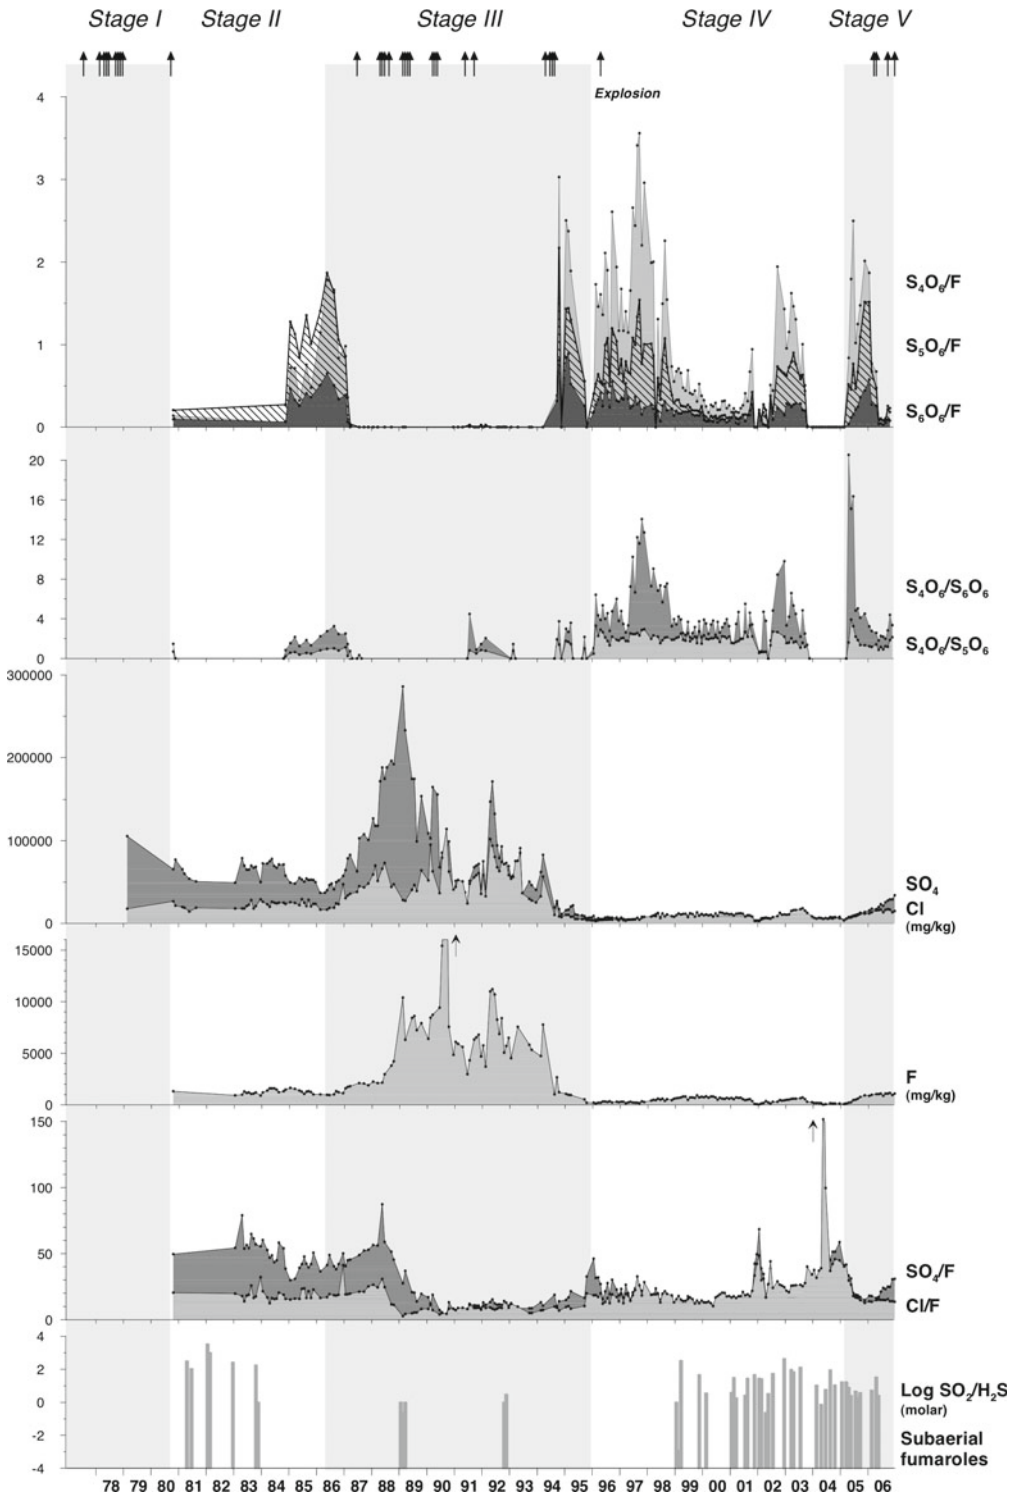 Stage I Stage II Stage III Stage IV Stage V
Explosion
4
3
2
1
0
S4O6/F
S5O6/F
S6O6/F
20
16
12
8
4
0
S4O6/S6O6
S4O6/S5O6
300000
200000
100000
0
SO4
Cl
(mg/kg)
15000
10000
5000
0
F
(mg/kg)
150
100
50
0
SO4/F
Cl/F
4
2
0
-2
-4
Log SO2/H2S
(molar)
Subaerial
fumaroles
78 79 80 81 82 83 84 85 86 87 88 89 90 91 92 93 94 95 96 97 98 99 00 01 02 03 04 05 06